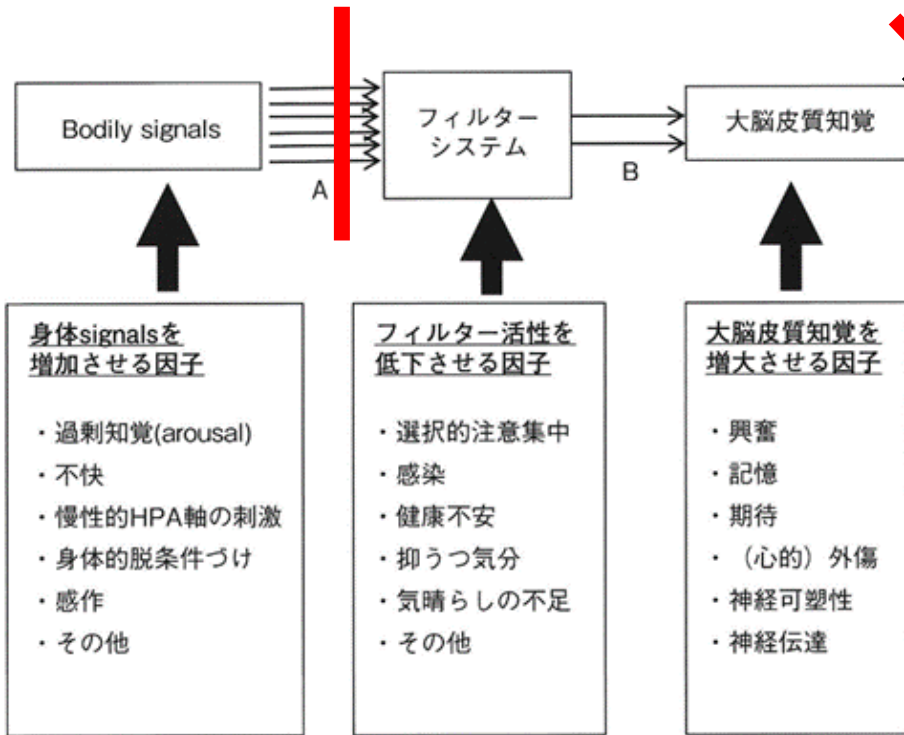 Bodily signals
フィルター
システム
大脳皮質知覚
A
B
身体signalsを
増加させる因子
・過剰知覚(arousal)
・不快
・慢性的HPA軸の刺激
・身体的脱条件づけ
・感作
・その他
フィルター活性を
低下させる因子
・選択的注意集中
・感染
・健康不安
・抑うつ気分
・気晴らしの不足
・その他
大脳皮質知覚を
増大させる因子
・興奮
・記憶
・期待
・（心的）外傷
・神経可塑性
・神経伝達